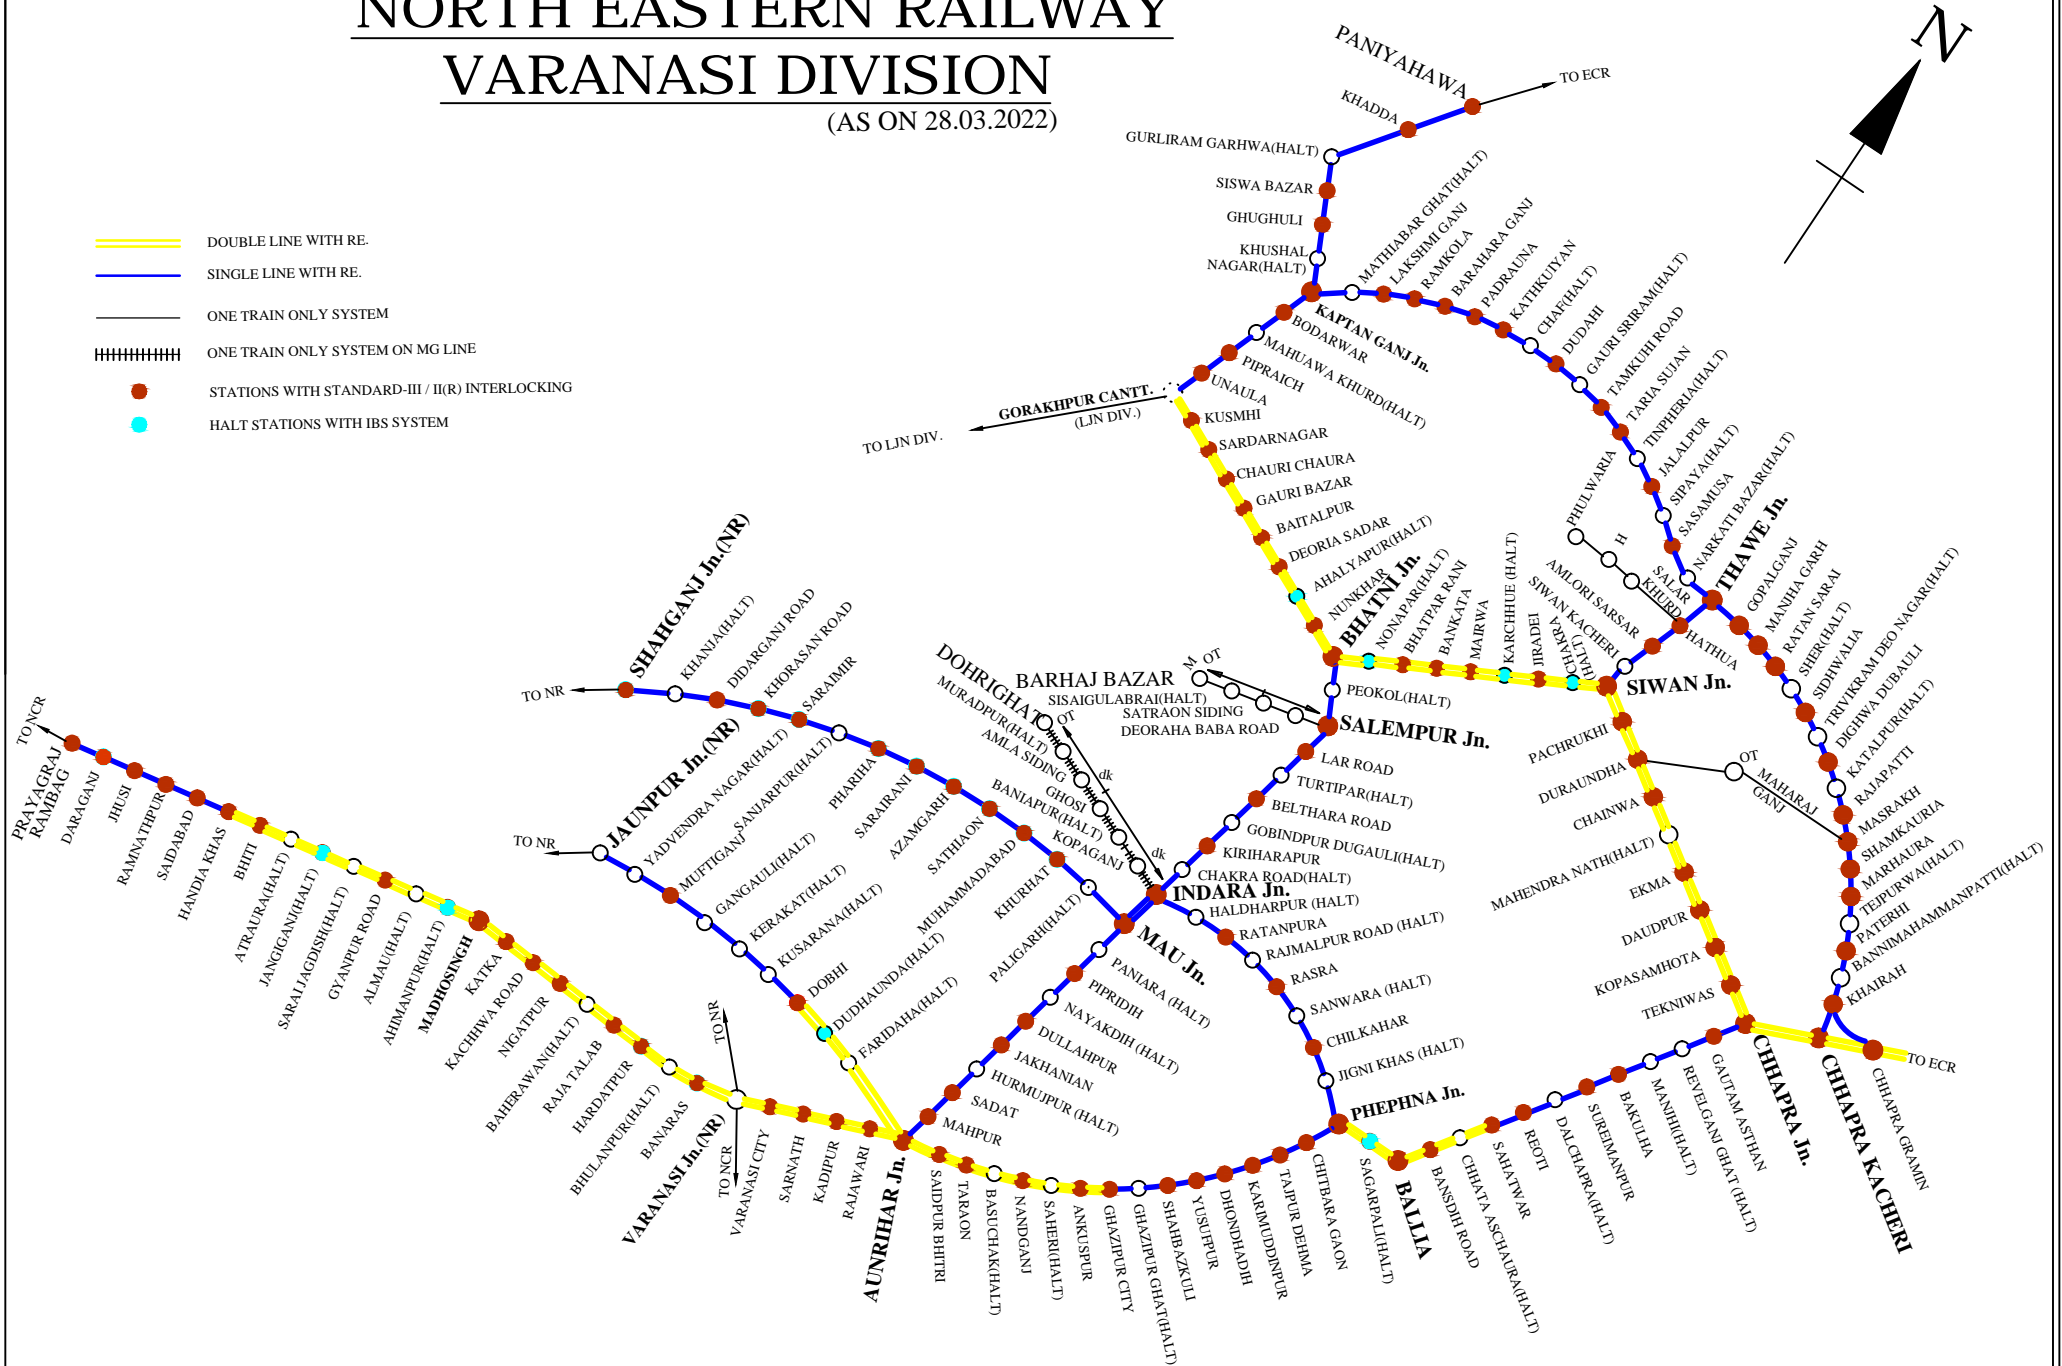 NORTH EASTERN RAILWAY
VARANASI DIVISION
(AS ON 28.03.2022)
N
DOUBLE LINE WITH RE.
SINGLE LINE WITH RE.
ONE TRAIN ONLY SYSTEM
ONE TRAIN ONLY SYSTEM ON MG LINE
STATIONS WITH STANDARD-III / II(R) INTERLOCKING
HALT STATIONS WITH IBS SYSTEM
TO ECR
PANIYAHAWA
KHADDA
GURLIRAM GARHWA(HALT)
SISWA BAZAR
GHUGHULI
KHUSHAL
NAGAR(HALT)
KAPTAN GANJ Jn.
BODARWAR
MAHUAWA KHURD(HALT)
PIPRAICH
UNAULA
GORAKHPUR CANTT.
(LJN DIV.)
TO LJN DIV.
MATHIABAR GHAT(HALT)
LAKSHMI GANJ
RAMKOLA
BARAHARA GANJ
PADRAUNA
KATHKUIYAN
CHAF(HALT)
DUDAHI
GAURI SRIRAM(HALT)
TAMKUHI ROAD
TARIA SUJAN
TINPHERIA(HALT)
JALALPUR
SIPAYA(HALT)
SASAMUSA
NARKATI BAZAR(HALT)
THAWE Jn.
PHULWARIA
H
SALAR
KHURD
HATHUA
AMLORI SARSAR
SIWAN KACHERI
SIWAN Jn.
GOPALGANJ
MANJHA GARH
RATAN SARAI
SHER(HALT)
SIDHWALIA
TRIVIKRAM DEO NAGAR(HALT)
DIGHWA DUBAULI
KATALPUR(HALT)
RAJAPATTI
MASRAKH
SHAMKAURIA
MARHAURA
TEJPURWA(HALT)
PATERHI
BANNIMAHAMMANPATTI(HALT)
KHAIRAH
KUSMHI
SARDARNAGAR
CHAURI CHAURA
GAURI BAZAR
BAITALPUR
DEORIA SADAR
AHALYAPUR(HALT)
NUNKHAR
BHATNI Jn.
NONAPAR(HALT)
BHATPAR RANI
BANKATA
MAIRWA
KARCHHUE (HALT)
JIRADEI
CHAKRA
(HALT)
PEOKOL(HALT)
SALEMPUR Jn.
M
OT
BARHAJ BAZAR
SISAIGULABRAI(HALT)
SATRAON SIDING
DEORAHA BABA ROAD
LAR ROAD
TURTIPAR(HALT)
BELTHARA ROAD
GOBINDPUR DUGAULI(HALT)
KIRIHARAPUR
CHAKRA ROAD(HALT)
INDARA Jn.
DOHRIGHAT
OT
dk
dk
MURADPUR(HALT)
AMLA SIDING
GHOSI
BANIAPUR(HALT)
KOPAGANJ
PACHRUKHI
DURAUNDHA
OT
MAHARAJ
GANJ
CHAINWA
MAHENDRA NATH(HALT)
EKMA
DAUDPUR
KOPASAMHOTA
TEKNIWAS
CHHAPRA Jn.
CHHAPRA KACHERI
CHHAPRA GRAMIN
TO ECR
SHAHGANJ Jn.(NR)
TO NR
KHANJA(HALT)
DIDARGANJ ROAD
KHORASAN ROAD
SARAIMIR
SANJARPUR(HALT)
PHARIHA
SARAIRANI
AZAMGARH
SATHIAON
MUHAMMADABAD
KHURHAT
PALIGARH(HALT)
MAU Jn.
JAUNPUR Jn.(NR)
TO NR
YADVENDRA NAGAR(HALT)
MUFTIGANJ
GANGAULI(HALT)
KERAKAT(HALT)
KUSARANA(HALT)
DOBHI
DUDHAUNDA(HALT)
FARIDAHA(HALT)
PANJARA (HALT)
PIPRIDIH
NAYAKDIH (HALT)
DULLAHPUR
JAKHANIAN
HURMUJPUR (HALT)
SADAT
MAHPUR
HALDHARPUR (HALT)
RATANPURA
RAJMALPUR ROAD (HALT)
RASRA
SANWARA (HALT)
CHILKAHAR
JIGNI KHAS (HALT)
PHEPHNA Jn.
TO NCR
PRAYAGRAJ
RAMBAG
DARAGANJ
JHUSI
RAMNATHPUR
SAIDABAD
HANDIA KHAS
BHITI
ATRAURA(HALT)
JANGIGANJ(HALT)
SARAI JAGDISH(HALT)
GYANPUR ROAD
ALMAU(HALT)
AHIMANPUR(HALT)
MADHOSINGH
KATKA
KACHHWA ROAD
NIGATPUR
BAHERAWAN(HALT)
RAJA TALAB
HARDATPUR
BHULANPUR(HALT)
BANARAS
VARANASI Jn.(NR)
TO NR
TO NCR
VARANASI CITY
SARNATH
KADIPUR
RAJAWARI
AUNRIHAR Jn.
SAIDPUR BHITRI
TARAON
BASUCHAK(HALT)
NANDGANJ
SAHERI(HALT)
ANKUSPUR
GHAZIPUR CITY
GHAZIPUR GHAT(HALT)
SHAHBAZKULI
YUSUFPUR
DHONDHADIH
KARIMUDDINPUR
TAJPUR DEHMA
CHITBARA GAON
SAGARPALI(HALT)
BALLIA
BANSDIH ROAD
CHHATA ASCHAURA(HALT)
SAHATWAR
REOTI
DALCHAPRA(HALT)
SUREIMANPUR
BAKULHA
MANJHI(HALT)
REVELGANJ GHAT (HALT)
GAUTAM ASTHAN